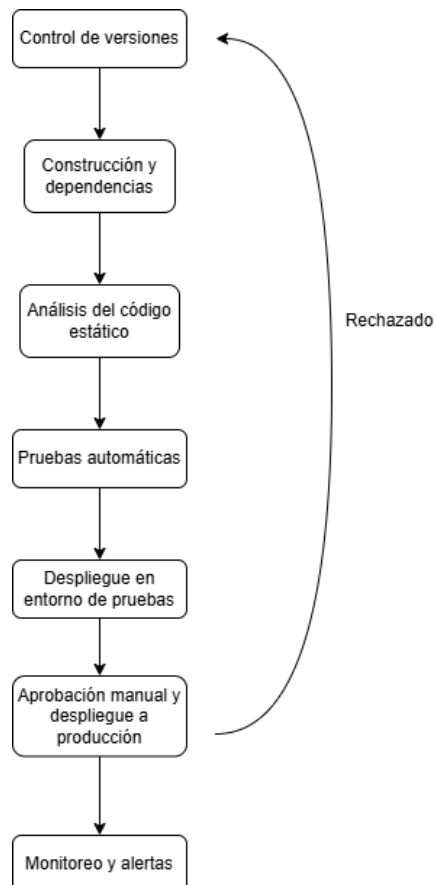 Control de versiones
Construcción y
dependencias
Análisis del código
estático
Rechazado
Pruebas automáticas
Despliegue en
entorno de pruebas
Aprobación manual y
despliegue a
producción
Monitoreo y alertas